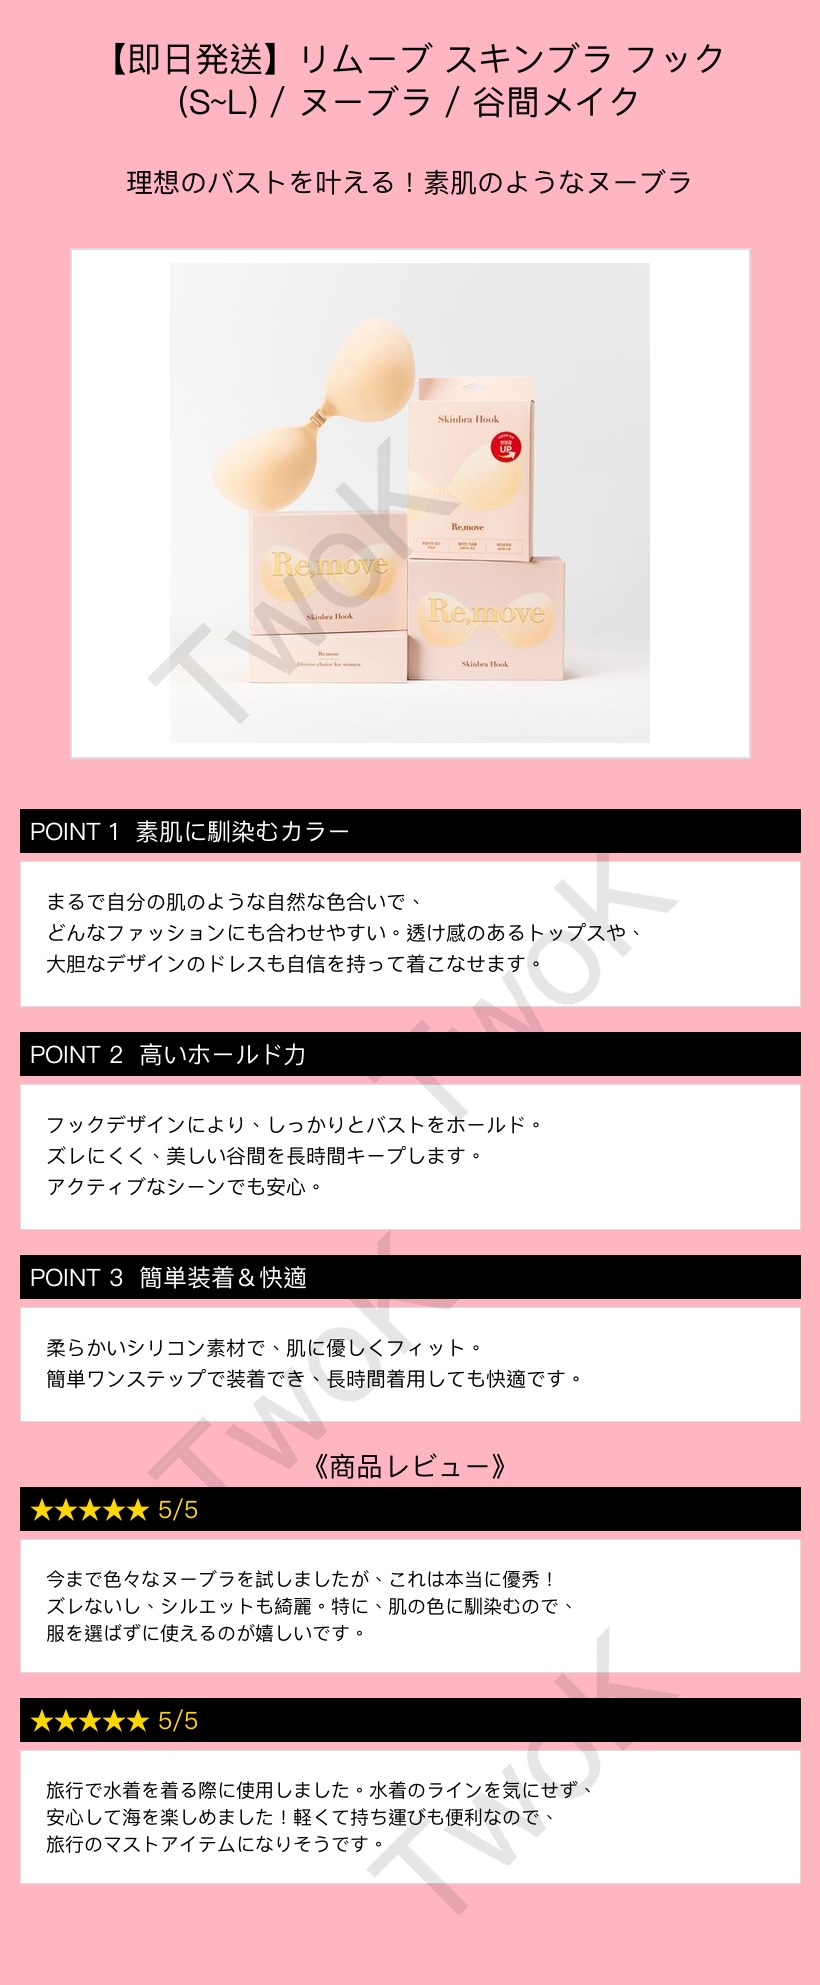 【即日発送】リムーブ スキンブラ フック
(S~L) / ヌーブラ / 谷間メイク
理想のバストを叶える！素肌のようなヌーブラ
Skinbra Hook
UP
Re,move
Re,move
Skinbra Hook
Re,move
Diverse choice for women
Re,move
Skinbra Hook
TwoK
POINT 1 素肌に馴染むカラー
まるで自分の肌のような自然な色合いで、
どんなファッションにも合わせやすい。透け感のあるトップスや、
大胆なデザインのドレスも自信を持って着こなせます。
TwoK
POINT 2 高いホールド力
フックデザインにより、しっかりとバストをホールド。
ズレにくく、美しい谷間を長時間キープします。
アクティブなシーンでも安心。
POINT 3 簡単装着＆快適
柔らかいシリコン素材で、肌に優しくフィット。
簡単ワンステップで装着でき、長時間着用しても快適です。
TwoK
《商品レビュー》
★★★★★ 5/5
今まで色々なヌーブラを試しましたが、これは本当に優秀！
ズレないし、シルエットも綺麗。特に、肌の色に馴染むので、
服を選ばずに使えるのが嬉しいです。
★★★★★ 5/5
旅行で水着を着る際に使用しました。水着のラインを気にせず、
安心して海を楽しめました！軽くて持ち運びも便利なので、
旅行のマストアイテムになりそうです。
TwoK